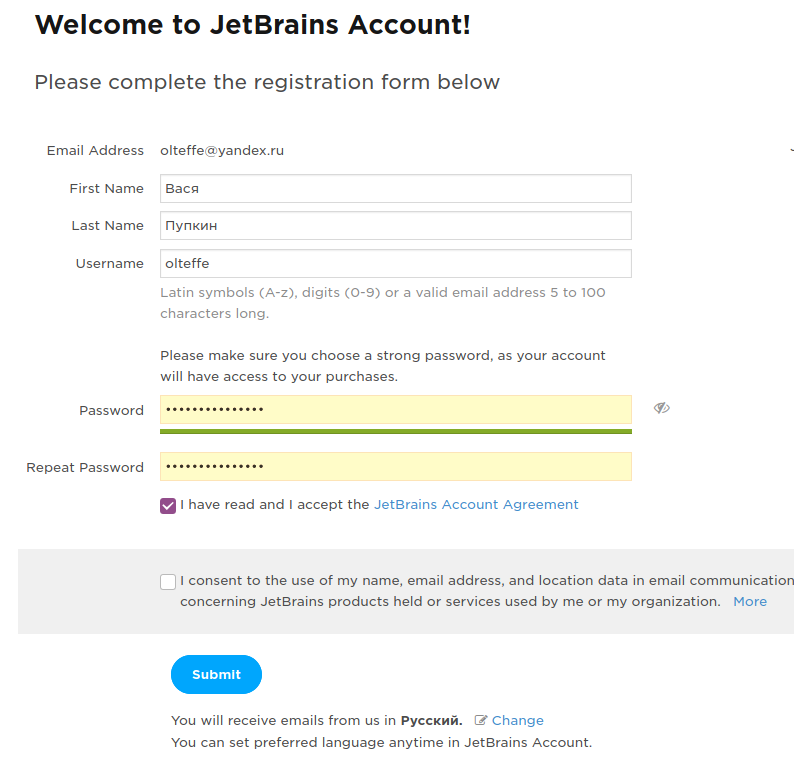 Welcome to JetBrains Account!
Please complete the registration form below
Email Address olteffe@yandex.ru
First Name Вася
Last Name Пупкин
Username olteffe
Latin symbols (A-z), digits (0-9) or a valid email address 5 to 100
characters long.
Please make sure you choose a strong password, as your account
will have access to your purchases.
Password •••••••••••••••
Repeat Password •••••••••••••••
I have read and I accept the JetBrains Account Agreement
I consent to the use of my name, email address, and location data in email communication
concerning JetBrains products held or services used by me or my organization. More
Submit
You will receive emails from us in Русский. Change
You can set preferred language anytime in JetBrains Account.